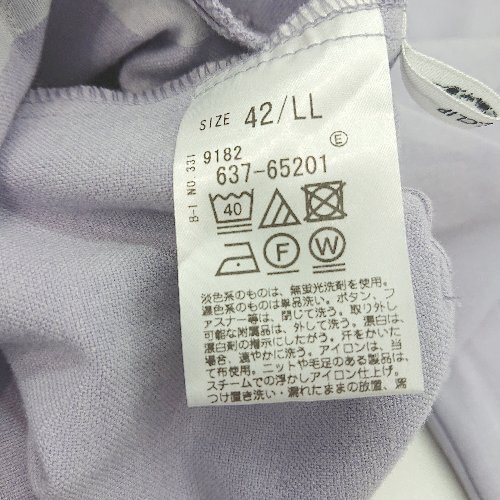 SIZE 42/LL
E
B-1 NO.331
9182
637-65201
40
F W
淡色系のものは、無蛍光洗剤を使用。
濃色系のものは単品洗い。ボタン、フ
ァスナー等は、閉じて洗う。取り外し
可能な附属品は、外して洗う。漂白は、
漂白剤の指示にしたがう。汗をかいた
場合、速やかに洗う。アイロンは、当
て布使用。ニットや毛足のある製品は、
スチームでの浮かしアイロン仕上げ。
つけ置き洗い・濡れたままの放置、避
CLIP